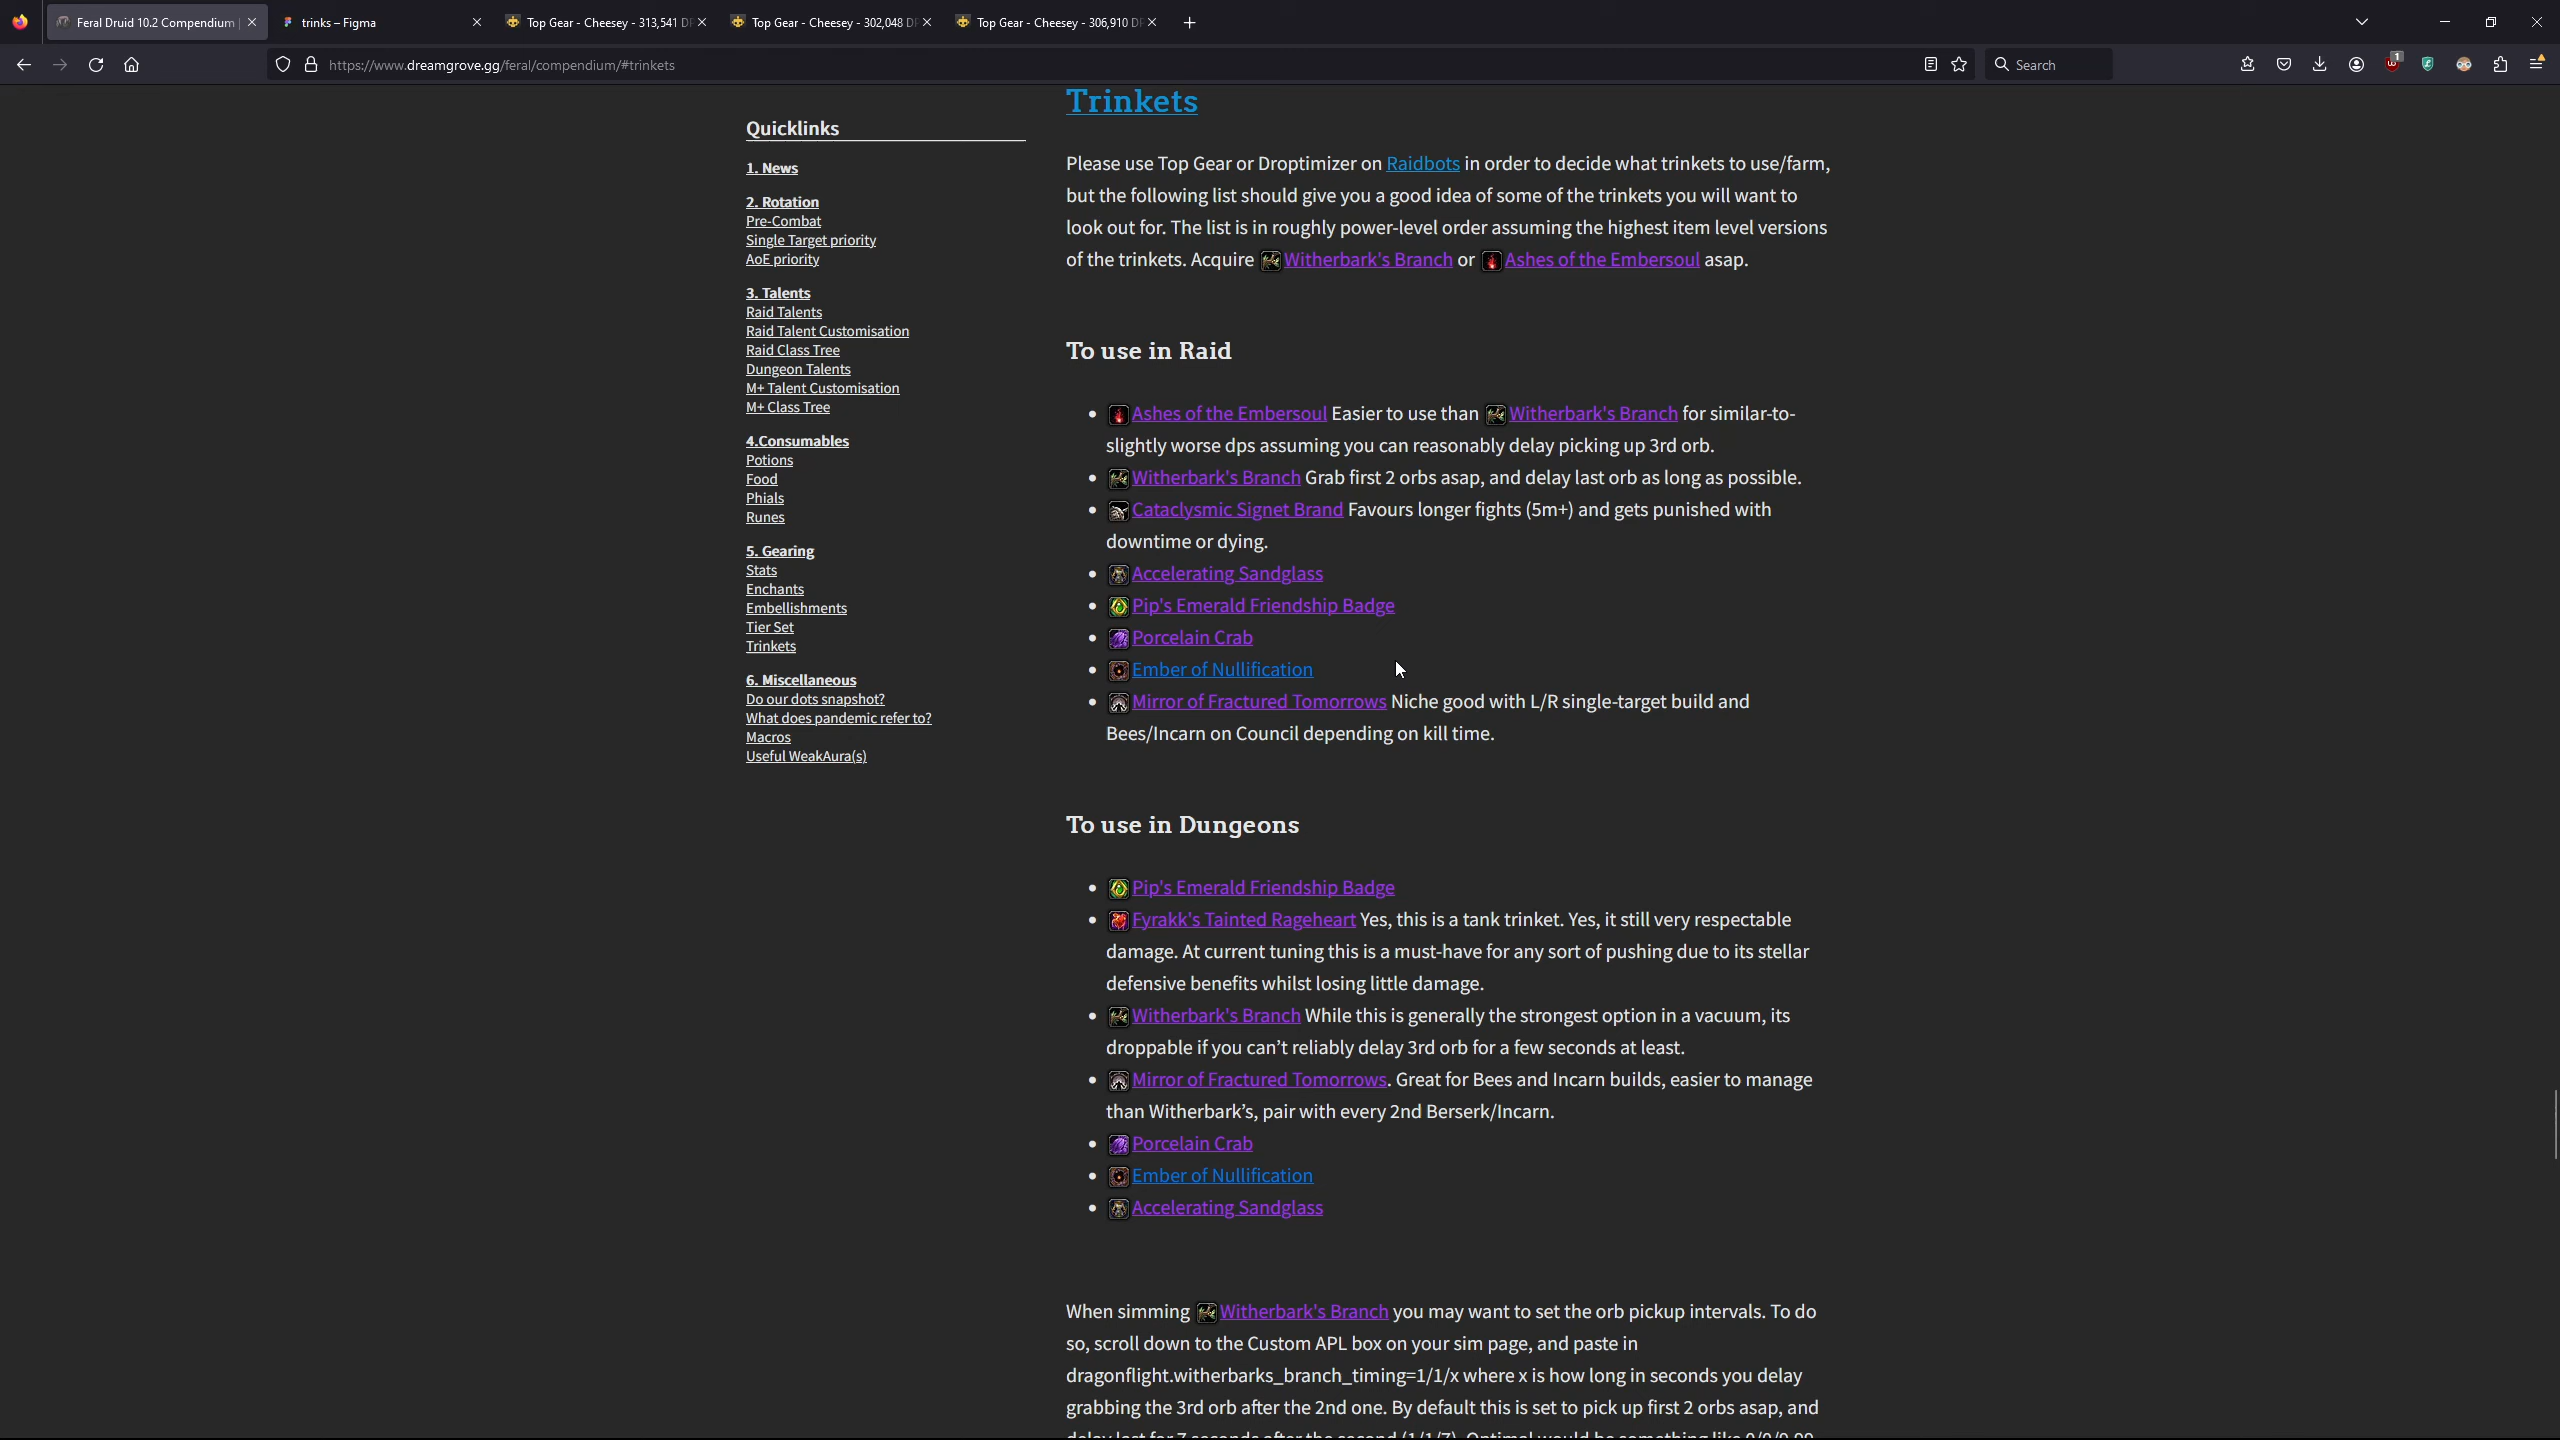 Feral Druid 10.2 Compendium |
trinks – Figma
Top Gear - Cheesey - 313,541 DP
Top Gear - Cheesey - 302,048 DP
Top Gear - Cheesey - 306,910 DP
https://www.dreamgrove.gg/feral/compendium/#trinkets
Search
1
Quicklinks
1. News
2. Rotation
Pre-Combat
Single Target priority
AoE priority
3. Talents
Raid Talents
Raid Talent Customisation
Raid Class Tree
Dungeon Talents
M+ Talent Customisation
M+ Class Tree
4.Consumables
Potions
Food
Phials
Runes
5. Gearing
Stats
Enchants
Embellishments
Tier Set
Trinkets
6. Miscellaneous
Do our dots snapshot?
What does pandemic refer to?
Macros
Useful WeakAura(s)
Trinkets
Please use Top Gear or Droptimizer on Raidbots in order to decide what trinkets to use/farm,
but the following list should give you a good idea of some of the trinkets you will want to
look out for. The list is in roughly power-level order assuming the highest item level versions
of the trinkets. Acquire Witherbark's Branch or Ashes of the Embersoul asap.
To use in Raid
Ashes of the Embersoul Easier to use than Witherbark's Branch for similar-to-
slightly worse dps assuming you can reasonably delay picking up 3rd orb.
Witherbark's Branch Grab first 2 orbs asap, and delay last orb as long as possible.
Cataclysmic Signet Brand Favours longer fights (5m+) and gets punished with
downtime or dying.
Accelerating Sandglass
Pip's Emerald Friendship Badge
Porcelain Crab
Ember of Nullification
Mirror of Fractured Tomorrows Niche good with L/R single-target build and
Bees/Incarn on Council depending on kill time.
To use in Dungeons
Pip's Emerald Friendship Badge
Fyrakk's Tainted Rageheart Yes, this is a tank trinket. Yes, it still very respectable
damage. At current tuning this is a must-have for any sort of pushing due to its stellar
defensive benefits whilst losing little damage.
Witherbark's Branch While this is generally the strongest option in a vacuum, its
droppable if you can’t reliably delay 3rd orb for a few seconds at least.
Mirror of Fractured Tomorrows. Great for Bees and Incarn builds, easier to manage
than Witherbark’s, pair with every 2nd Berserk/Incarn.
Porcelain Crab
Ember of Nullification
Accelerating Sandglass
When simming Witherbark's Branch you may want to set the orb pickup intervals. To do
so, scroll down to the Custom APL box on your sim page, and paste in
dragonflight.witherbarks_branch_timing=1/1/x where x is how long in seconds you delay
grabbing the 3rd orb after the 2nd one. By default this is set to pick up first 2 orbs asap, and